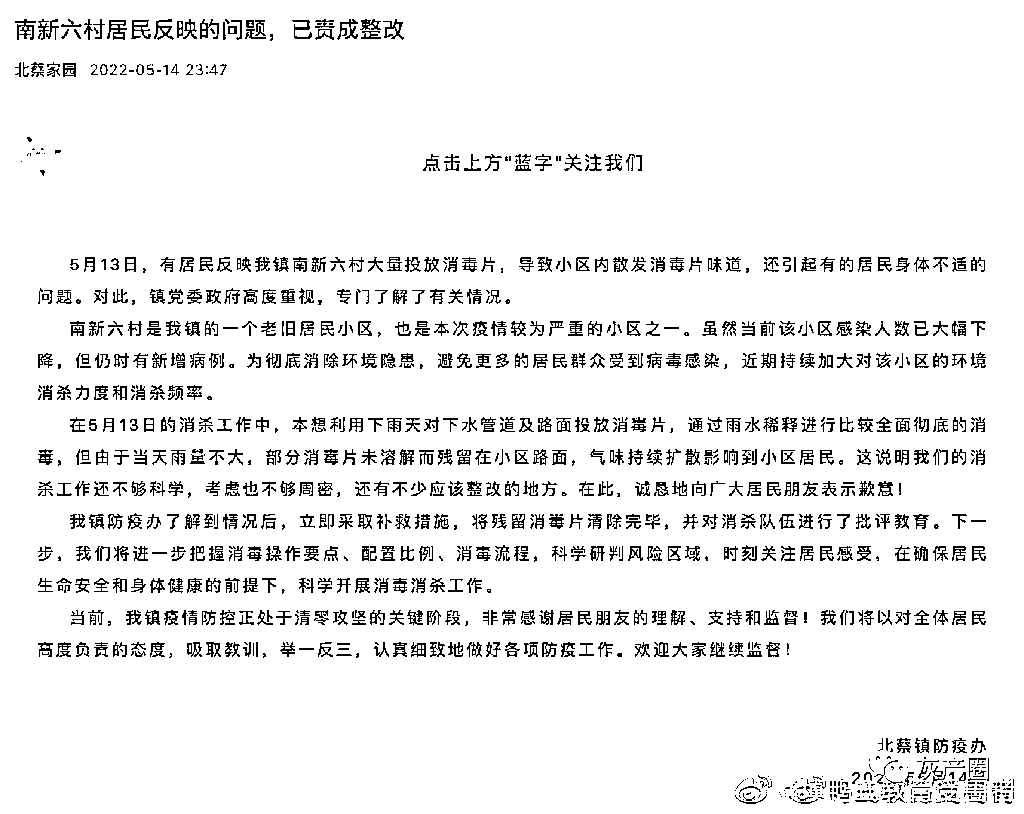 南新六村居民反映的问题，已责成整改
北蔡家园 2022-05-14 23:47
点击上方"蓝字"关注我们
5月13日，有居民反映我镇南新六村大量投放消毒片，导致小区内散发消毒片味道，还引起有的居民身体不适的
问题。对此，镇党委政府高度重视，专门了解了有关情况。
南新六村是我镇的一个老旧居民小区，也是本次疫情较为严重的小区之一。虽然当前该小区感染人数已大幅下
降，但仍时有新增病例。为彻底消除环境隐患，避免更多的居民群众受到病毒感染，近期持续加大对该小区的环境
消杀力度和消杀频率。
在5月13日的消杀工作中，本想利用下雨天对下水管道及路面投放消毒片，通过雨水稀释进行比较全面彻底的消
毒，但由于当天雨量不大，部分消毒片未溶解而残留在小区路面，气味持续扩散影响到小区居民。这说明我们的消
杀工作还不够科学，考虑也不够周密，还有不少应该整改的地方。在此，诚恳地向广大居民朋友表示歉意！
我镇防疫办了解到情况后，立即采取补救措施，将残留消毒片清除完毕，并对消杀队伍进行了批评教育。下一
步，我们将进一步把握消毒操作要点、配置比例、消毒流程，科学研判风险区域，时刻关注居民感受，在确保居民
生命安全和身体健康的前提下，科学开展消毒消杀工作。
当前，我镇疫情防控正处于清零攻坚的关键阶段，非常感谢居民朋友的理解、支持和监督！我们将以对全体居民
高度负责的态度，吸取教训，举一反三，认真细致地做好各项防疫工作。欢迎大家继续监督！
北蔡镇防疫办
灰产圈